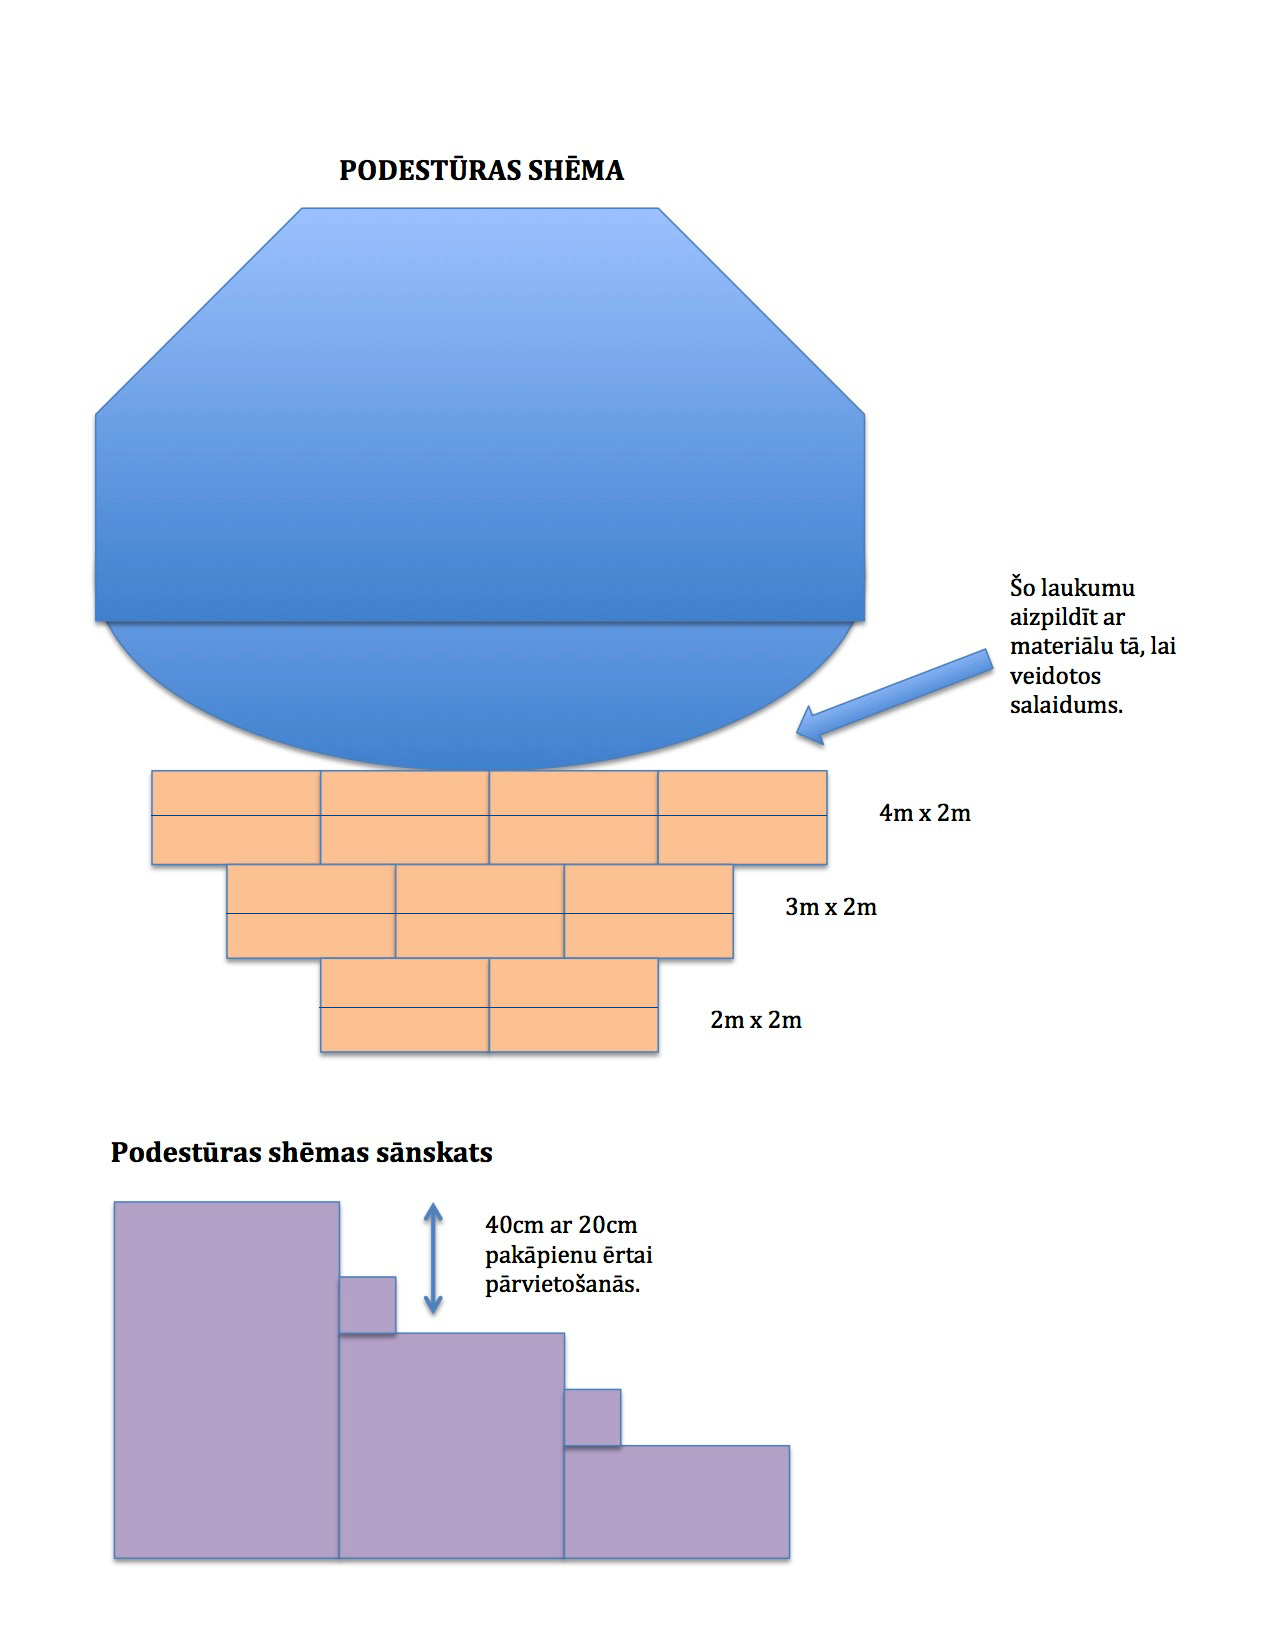 PODESTŪRAS SHĒMA
Šo laukumu
aizpildīt ar
materiālu tā, lai
veidotos
salaidums.
4m x 2m
3m x 2m
2m x 2m
Podestūras shēmas sānskats
40cm ar 20cm
pakāpienu ērtai
pārvietošanās.